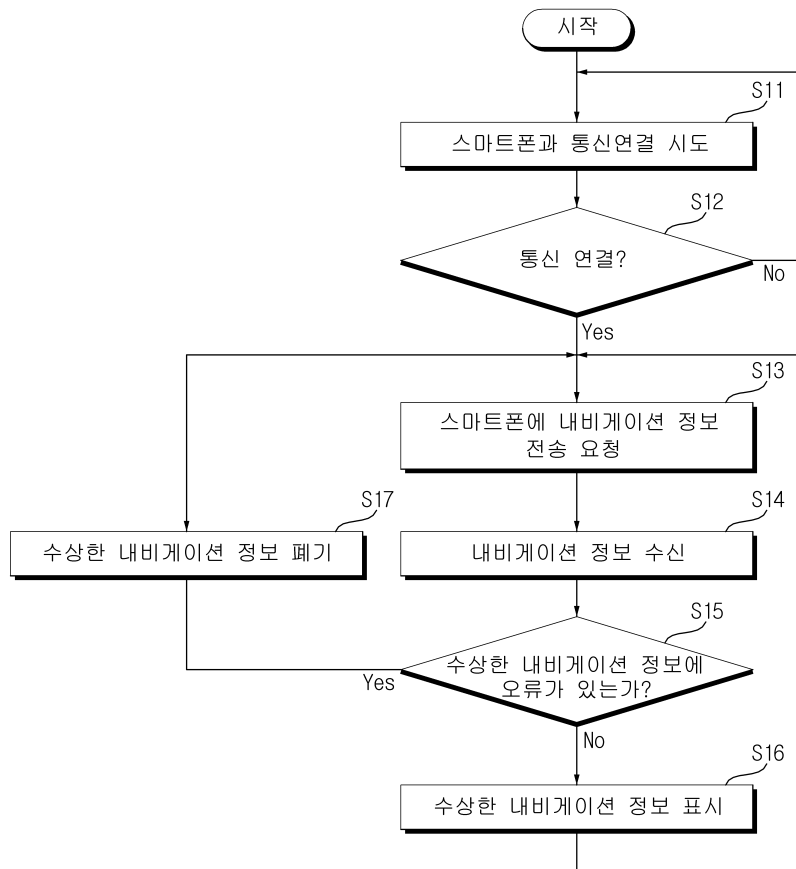 시작
S11
스마트폰과 통신연결 시도
S12
통신 연결?
No
Yes
S13
스마트폰에 내비게이션 정보
전송 요청
S17
수상한 내비게이션 정보 폐기
S14
내비게이션 정보 수신
S15
수상한 내비게이션 정보에
오류가 있는가?
Yes
No
S16
수상한 내비게이션 정보 표시